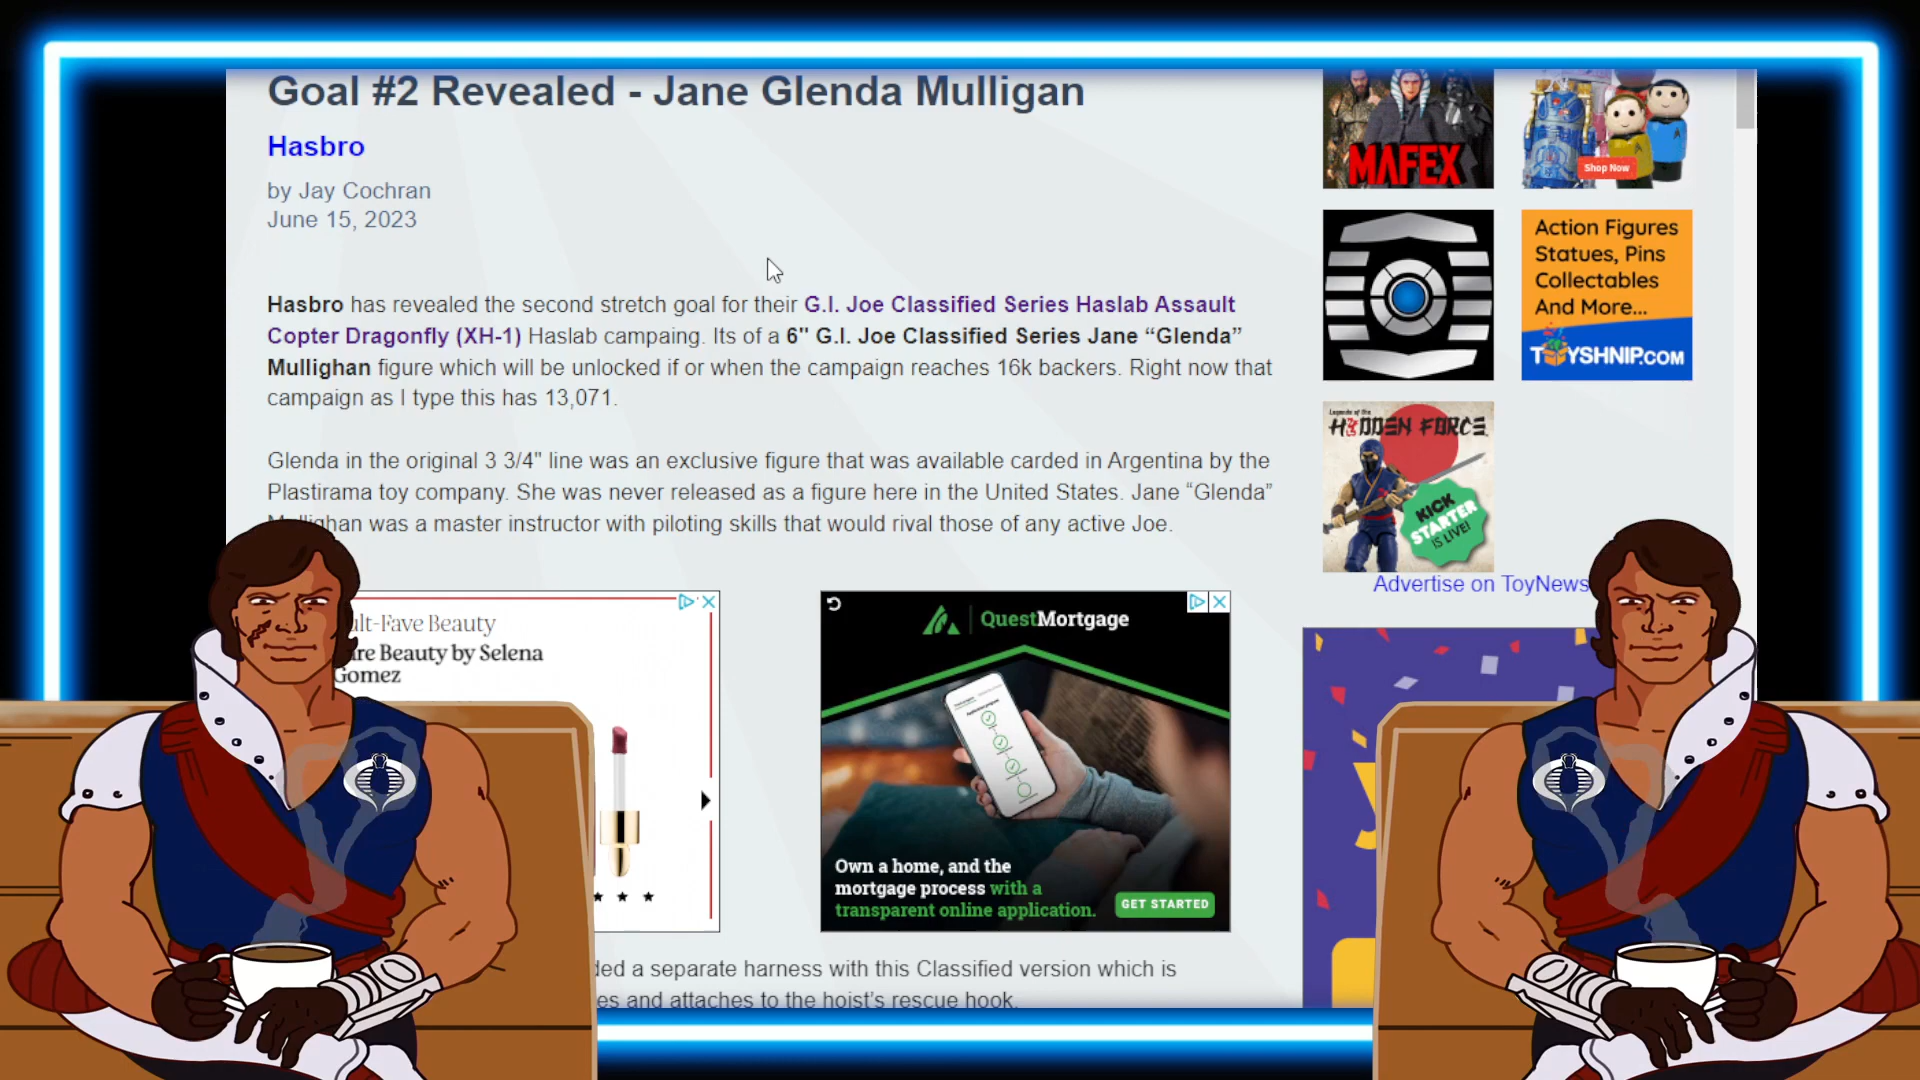 Goal #2 Revealed - Jane Glenda Mulligan
Hasbro
by Jay Cochran
June 15, 2023
Hasbro has revealed the second stretch goal for their G.I. Joe Classified Series Haslab Assault
Copter Dragonfly (XH-1) Haslab campaing. Its of a 6" G.I. Joe Classified Series Jane “Glenda”
Mullighan figure which will be unlocked if or when the campaign reaches 16k backers. Right now that
campaign as I type this has 13,071.
Glenda in the original 3 3/4" line was an exclusive figure that was available carded in Argentina by the
Plastirama toy company. She was never released as a figure here in the United States. Jane “Glenda”
was a master instructor with piloting skills that would rival those of any active Joe.
Beauty
Beauty by Selena
Gomez
QuestMortgage
Own a home, and the
mortgage process with a
transparent online application.
GET STARTED
a separate harness with this Classified version which is
and attaches to the hoist's rescue hook.
MAFEX
Shop Now
Action Figures
Statues, Pins
Collectables
And More...
TOYSHNIP.COM
Legends of the
HIDDEN FORCE
KICK
STARTER
IS LIVE!
Advertise on ToyNews